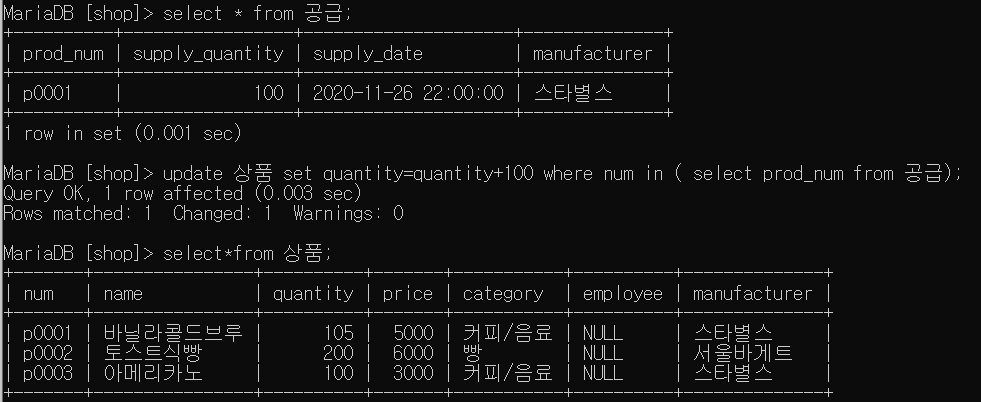 MariaDB [shop]> select * from 공급;
+----------+-----------------+---------------------+--------------+
| prod_num | supply_quantity | supply_date         | manufacturer |
+----------+-----------------+---------------------+--------------+
| p0001    |             100 | 2020-11-26 22:00:00 | 스타별스     |
+----------+-----------------+---------------------+--------------+
1 row in set (0.001 sec)
MariaDB [shop]> update 상품 set quantity=quantity+100 where num in ( select prod_num from 공급);
Query OK, 1 row affected (0.003 sec)
Rows matched: 1  Changed: 1  Warnings: 0
MariaDB [shop]> select*from 상품;
+-------+----------------+----------+-------+-----------+----------+--------------+
| num   | name           | quantity | price | category  | employee | manufacturer |
+-------+----------------+----------+-------+-----------+----------+--------------+
| p0001 | 바닐라콜드브루 |      105 |  5000 | 커피/음료 | NULL     | 스타별스     |
| p0002 | 토스트식빵     |      200 |  6000 | 빵        | NULL     | 서울바게트   |
| p0003 | 아메리카노     |      100 |  3000 | 커피/음료 | NULL     | 스타별스     |
+-------+----------------+----------+-------+-----------+----------+--------------+